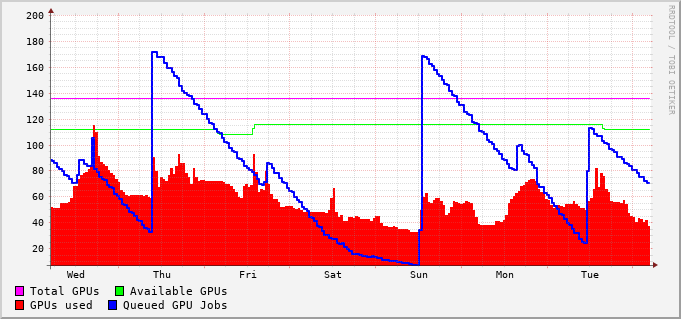 200
180
160
140
120
100
80
60
40
20
Wed Thu Fri Sat Sun Mon Tue
Total GPUs Available GPUs
GPUs used Queued GPU Jobs
RRDTOOL / TOBI OETIKER